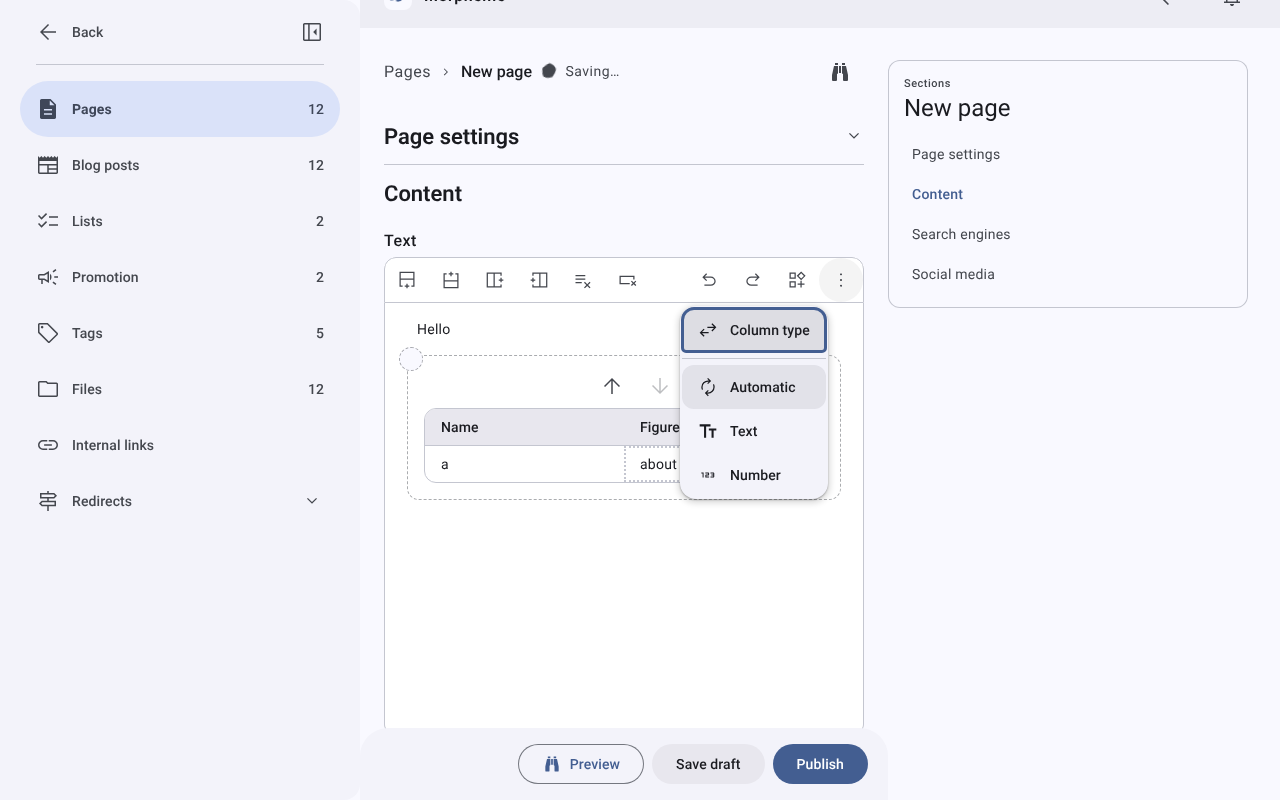 Back
Pages 12
Blog posts 12
Lists 2
Promotion 2
Tags 5
Files 12
Internal links
Redirects
Pages › New page Saving…
Page settings
Content
Text
Hello
Column type
Automatic
Text
Number
Name Figure
a about
Preview
Save draft
Publish
Sections
New page
Page settings
Content
Search engines
Social media